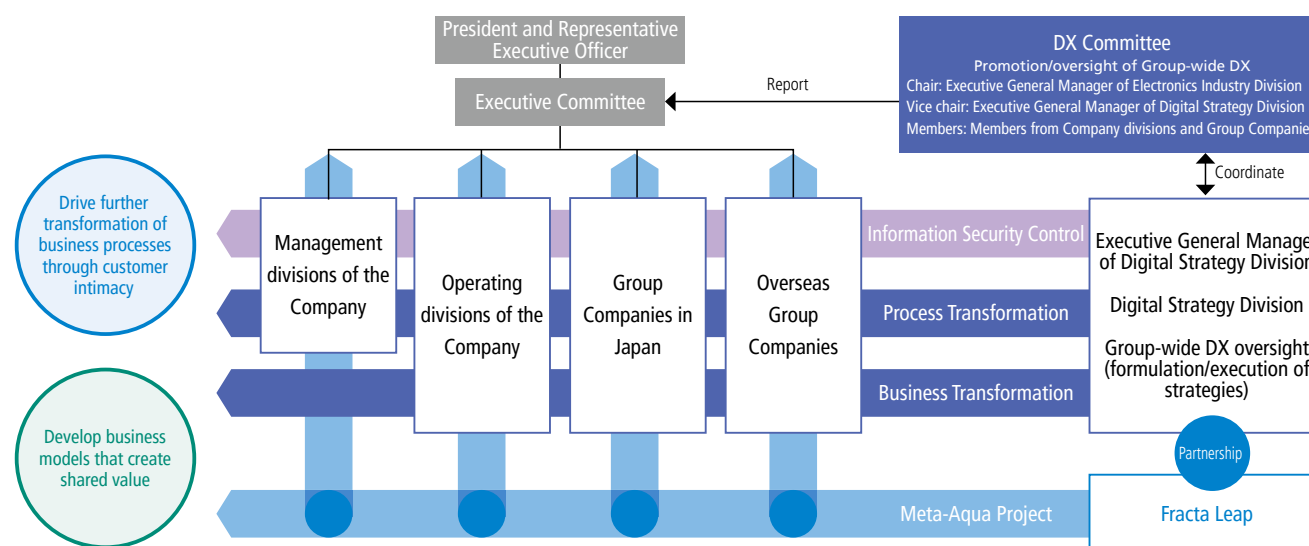 President and Representative
Executive Officer
Executive Committee
Report
DX Committee
Promotion/oversight of Group-wide DX
Chair: Executive General Manager of Electronics Industry Division
Vice chair: Executive General Manager of Digital Strategy Division
Members: Members from Company divisions and Group Companie
Coordinate
Drive further
transformation of
business processes
through customer
intimacy
Develop business
models that create
shared value
Management
divisions of the
Company
Operating
divisions of the
Company
Group
Companies in
Japan
Overseas
Group
Companies
Information Security Control
Process Transformation
Business Transformation
Meta-Aqua Project
Executive General Manage
of Digital Strategy Division
Digital Strategy Division
Group-wide DX oversight
(formulation/execution of
strategies)
Partnership
Fracta Leap